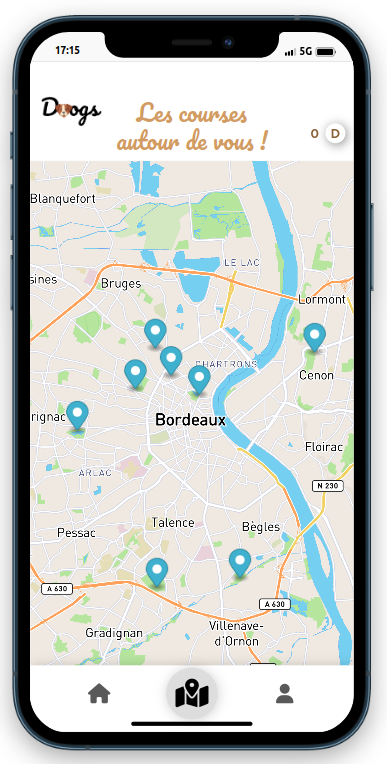 17:15
5G
Doogs
Les courses
autour de vous !
0 D
Blanquefort
LE LAC
sines
Bruges
Lormont
CHARTRONS
Cenon
rignac
Bordeaux
Floirac
ARLAC
N 230
Talence
Bègles
Pessac
A 630
A 630
Gradignan
Villenave-
d'Ornon